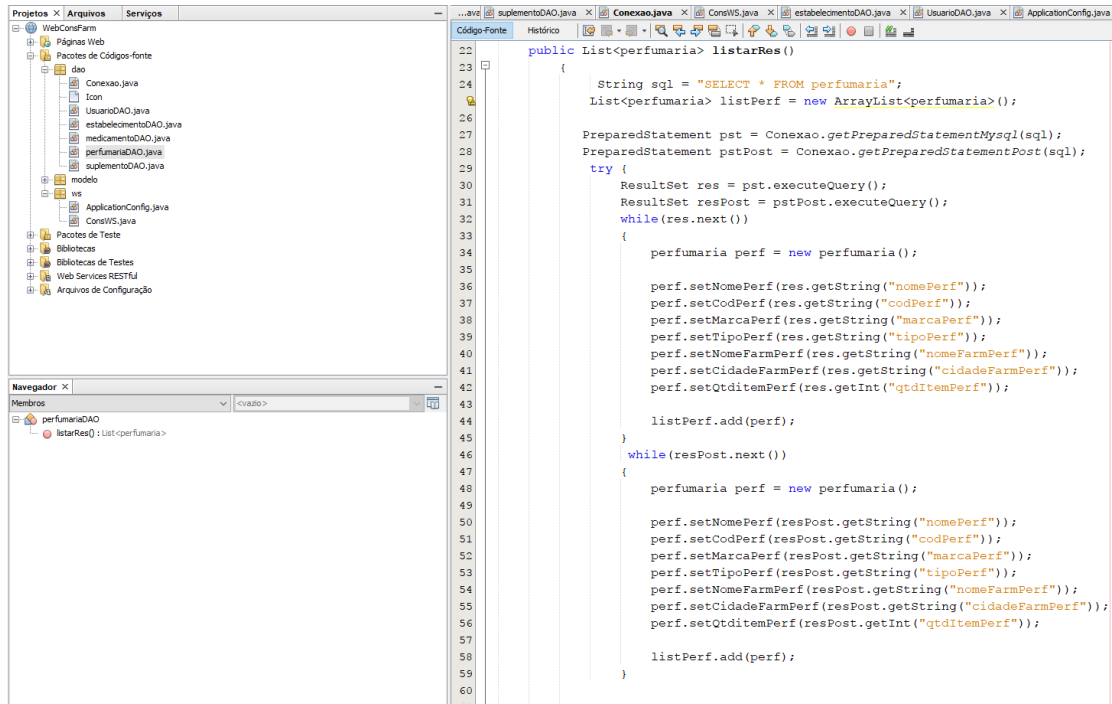 Projetos × Arquivos Serviços
WebConsFarm
Páginas Web
Pacotes de Códigos-fonte
dao
Conexao.java
Icon
UsuarioDAO.java
estabelecimentoDAO.java
medicamentoDAO.java
perfumariaDAO.java
suplementoDAO.java
modelo
ws
ApplicationConfig.java
ConsWS.java
Pacotes de Teste
Bibliotecas
Bibliotecas de Testes
Web Services RESTful
Arquivos de Configuração
Navegador ×
Membros <vazio>
perfumariaDAO
listarRes() : List<perfumaria>
...ava suplementoDAO.java × Conexao.java × ConsWS.java × estabelecimentoDAO.java × UsuarioDAO.java × ApplicationConfig.java
Código-Fonte Histórico
22 public List<perfumaria> listarRes()
23 {
24 String sql = "SELECT * FROM perfumaria";
List<perfumaria> listPerf = new ArrayList<perfumaria>();
26
27 PreparedStatement pst = Conexao.getPreparedStatementMysql(sql);
28 PreparedStatement pstPost = Conexao.getPreparedStatementPost(sql);
29 try {
30 ResultSet res = pst.executeQuery();
31 ResultSet resPost = pstPost.executeQuery();
32 while(res.next())
33 {
34 perfumaria perf = new perfumaria();
35
36 perf.setNomePerf(res.getString("nomePerf"));
37 perf.setCodPerf(res.getString("codPerf"));
38 perf.setMarcaPerf(res.getString("marcaPerf"));
39 perf.setTipoPerf(res.getString("tipoPerf"));
40 perf.setNomeFarmPerf(res.getString("nomeFarmPerf"));
41 perf.setCidadeFarmPerf(res.getString("cidadeFarmPerf"));
42 perf.setQtditemPerf(res.getInt("qtdItemPerf"));
43
44 listPerf.add(perf);
45 }
46 while(resPost.next())
47 {
48 perfumaria perf = new perfumaria();
49
50 perf.setNomePerf(resPost.getString("nomePerf"));
51 perf.setCodPerf(resPost.getString("codPerf"));
52 perf.setMarcaPerf(resPost.getString("marcaPerf"));
53 perf.setTipoPerf(resPost.getString("tipoPerf"));
54 perf.setNomeFarmPerf(resPost.getString("nomeFarmPerf"));
55 perf.setCidadeFarmPerf(resPost.getString("cidadeFarmPerf"));
56 perf.setQtditemPerf(resPost.getInt("qtdItemPerf"));
57
58 listPerf.add(perf);
59 }
60